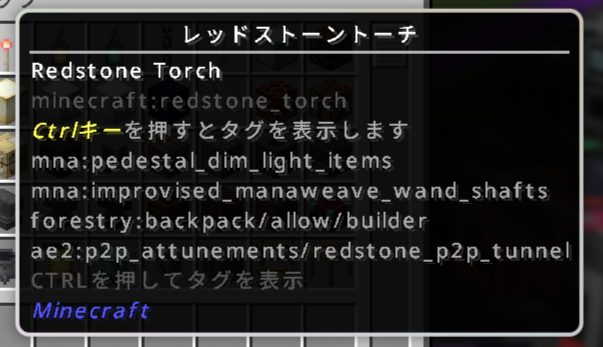 レッドストーントーチ
Redstone Torch
minecraft:redstone_torch
Ctrlキーを押すとタグを表示します
mna:pedestal_dim_light_items
mna:improvised_manaweave_wand_shafts
forestry:backpack/allow/builder
ae2:p2p_attunements/redstone_p2p_tunnel
CTRLを押してタグを表示
Minecraft